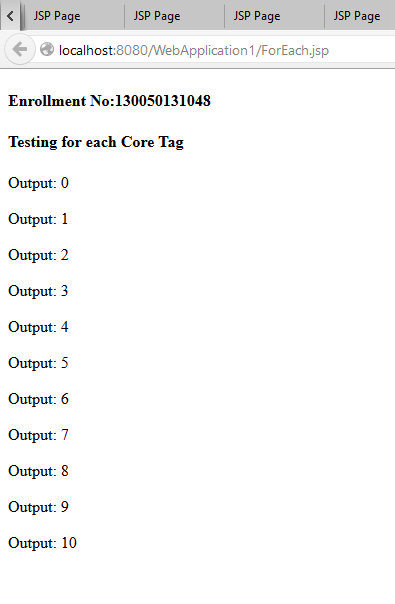 JSP Page JSP Page JSP Page JSP Page
localhost:8080/WebApplication1/ForEach.jsp
Enrollment No:130050131048
Testing for each Core Tag
Output: 0
Output: 1
Output: 2
Output: 3
Output: 4
Output: 5
Output: 6
Output: 7
Output: 8
Output: 9
Output: 10